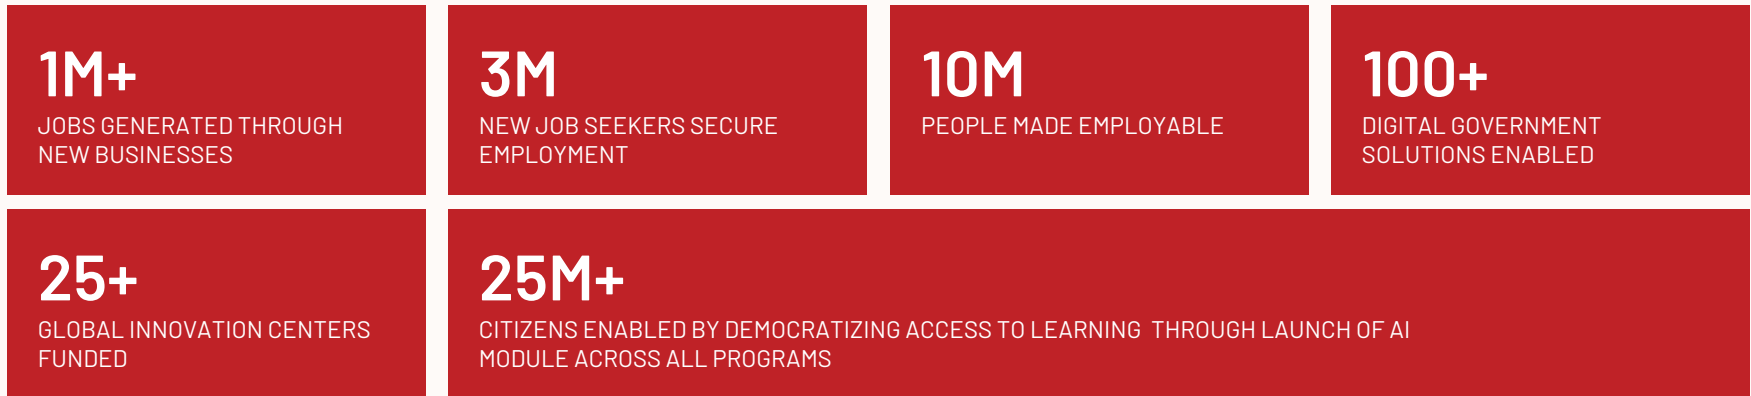 1M+
JOBS GENERATED THROUGH
NEW BUSINESSES
3M
NEW JOB SEEKERS SECURE
EMPLOYMENT
10M
PEOPLE MADE EMPLOYABLE
100+
DIGITAL GOVERNMENT
SOLUTIONS ENABLED
25+
GLOBAL INNOVATION CENTERS
FUNDED
25M+
CITIZENS ENABLED BY DEMOCRATIZING ACCESS TO LEARNING  THROUGH LAUNCH OF AI
MODULE ACROSS ALL PROGRAMS